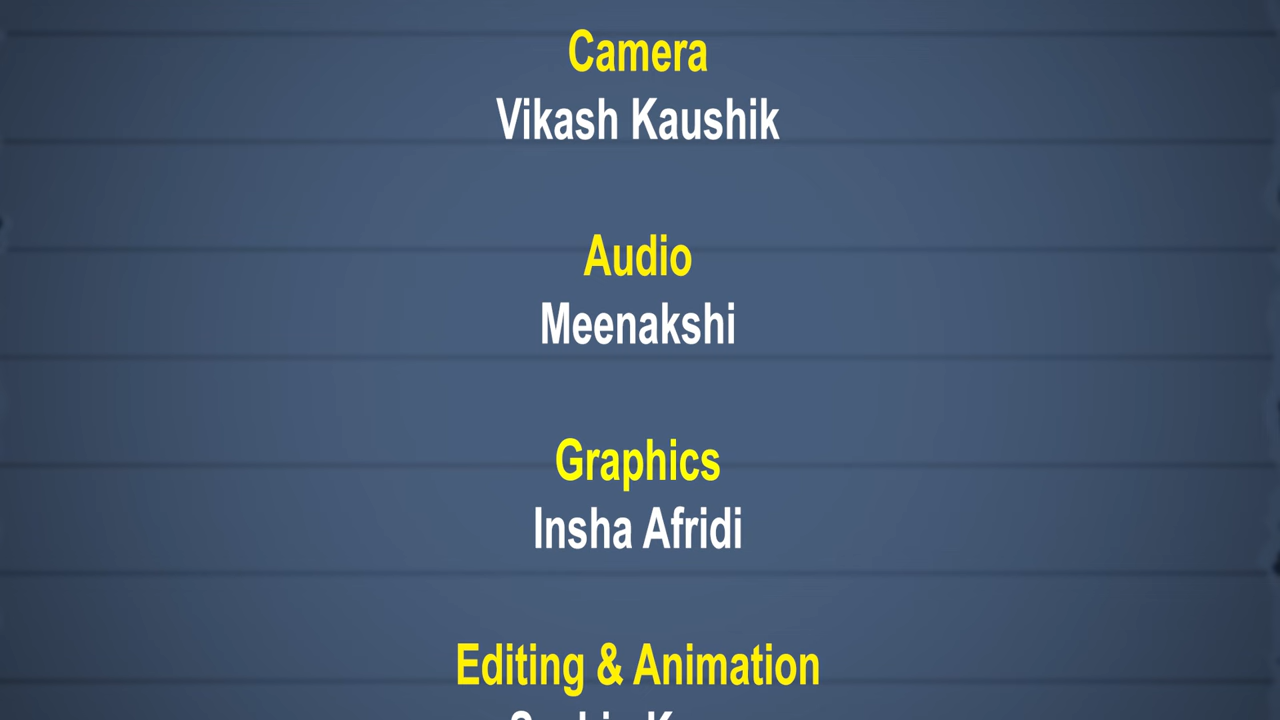 Camera
Vikash Kaushik
Audio
Meenakshi
Graphics
Insha Afridi
Editing & Animation